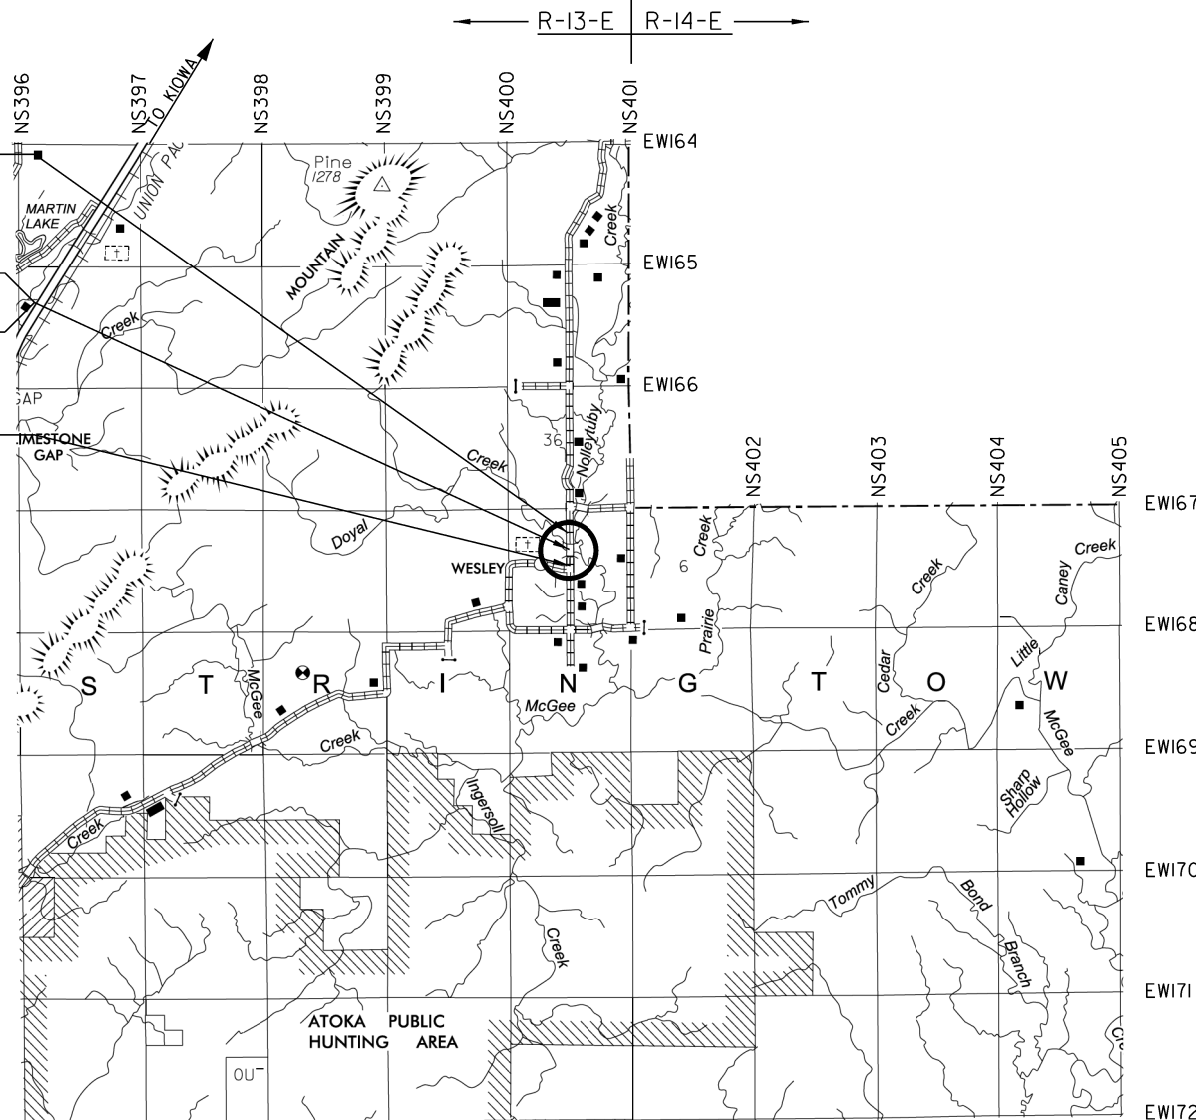 R-13-E R-14-E
NS396
NS397
NS398
NS399
NS400
NS401
TO KIOWA
UNION PAC
EW164
Pine
1278
MARTIN
LAKE
Creek
MOUNTAIN
EW165
Creek
EW166
GAP
IMESTONE
GAP
36
Nolleytuby
Creek
NS402
NS403
NS404
NS405
EW167
Doyal
Creek
Creek
WESLEY
6
Creek
Caney
EW168
Prairie
Little
Cedar
S T R I N G T O W
McGee
McGee
Creek
McGee
Creek
EW169
Ingersoll
Sharp
Hollow
Creek
EW170
Tommy
Bond
Creek
Branch
EW171
ATOKA PUBLIC
HUNTING AREA
OU
EW172